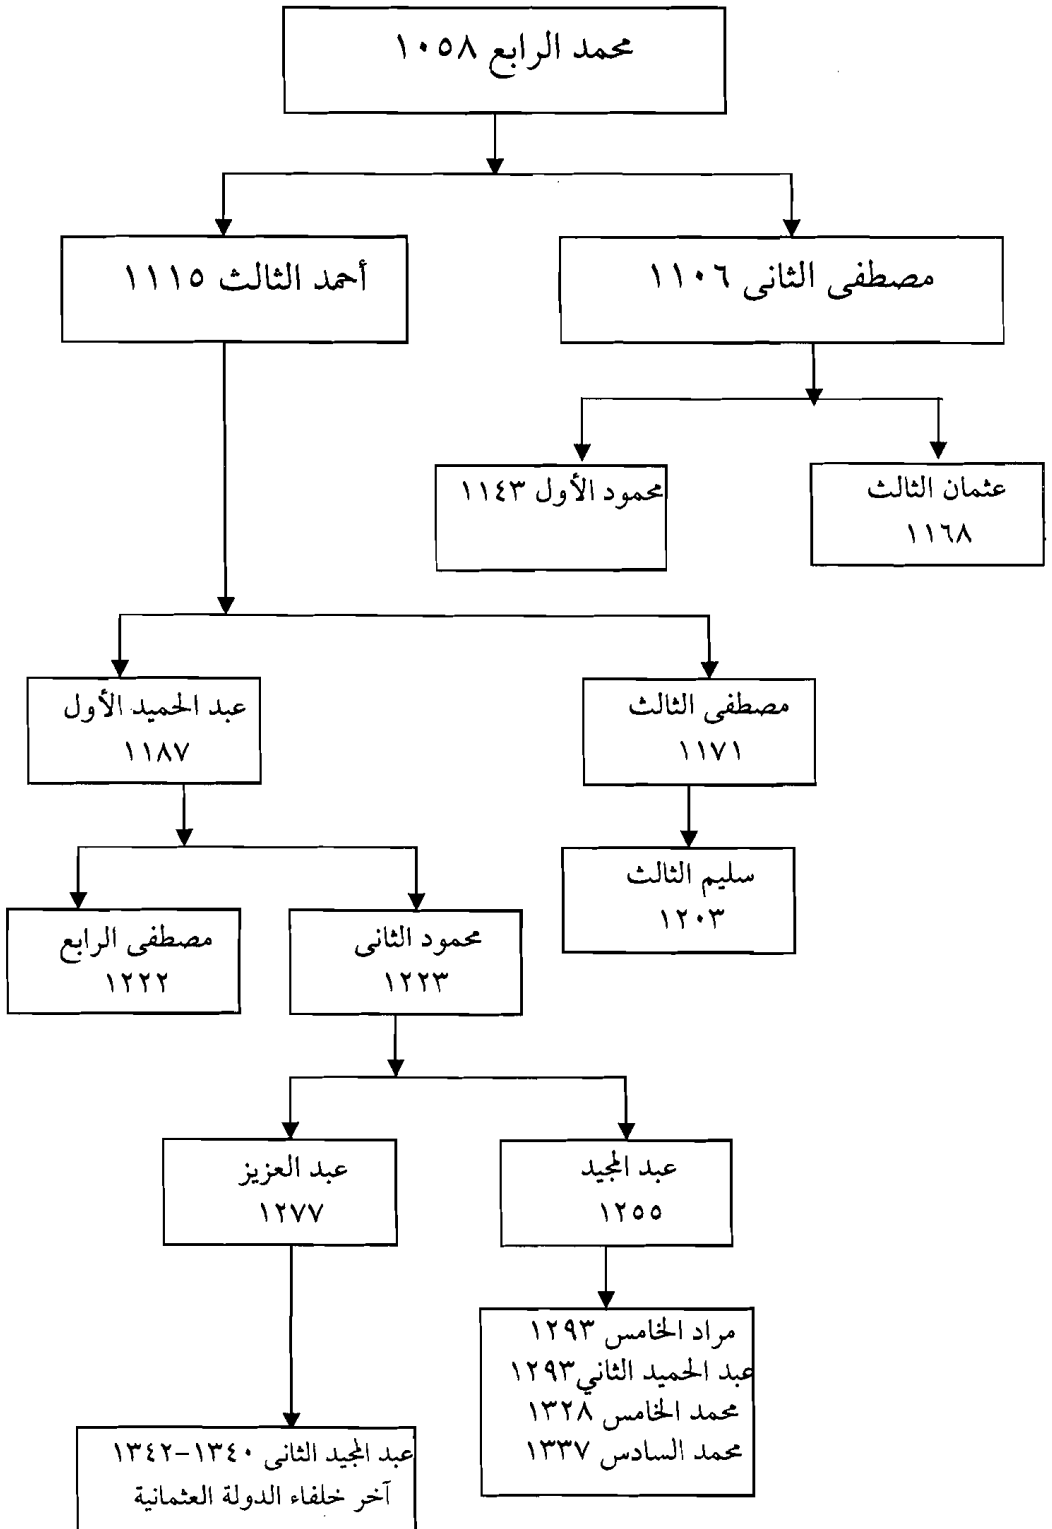 محمد الرابع ١٠٥٨
مصطفى الثانى ١١٠٦
أحمد الثالث ١١١٥
عثمان الثالث
١١٦٨
محمود الأول ١١٤٣
مصطفى الثالث
١١٧١
عبد الحميد الأول
١١٨٧
سليم الثالث
١٢٠٣
محمود الثانى
١٢٢٣
مصطفى الرابع
١٢٢٢
عبد المجيد
١٢٥٥
عبد العزيز
١٢٧٧
مراد الخامس ١٢٩٣
عبد الحميد الثاني١٢٩٣
محمد الخامس ١٣٢٨
محمد السادس ١٣٣٧
عبد المجيد الثانى ١٣٤٠-١٣٤٢
آخر خلفاء الدولة العثمانية